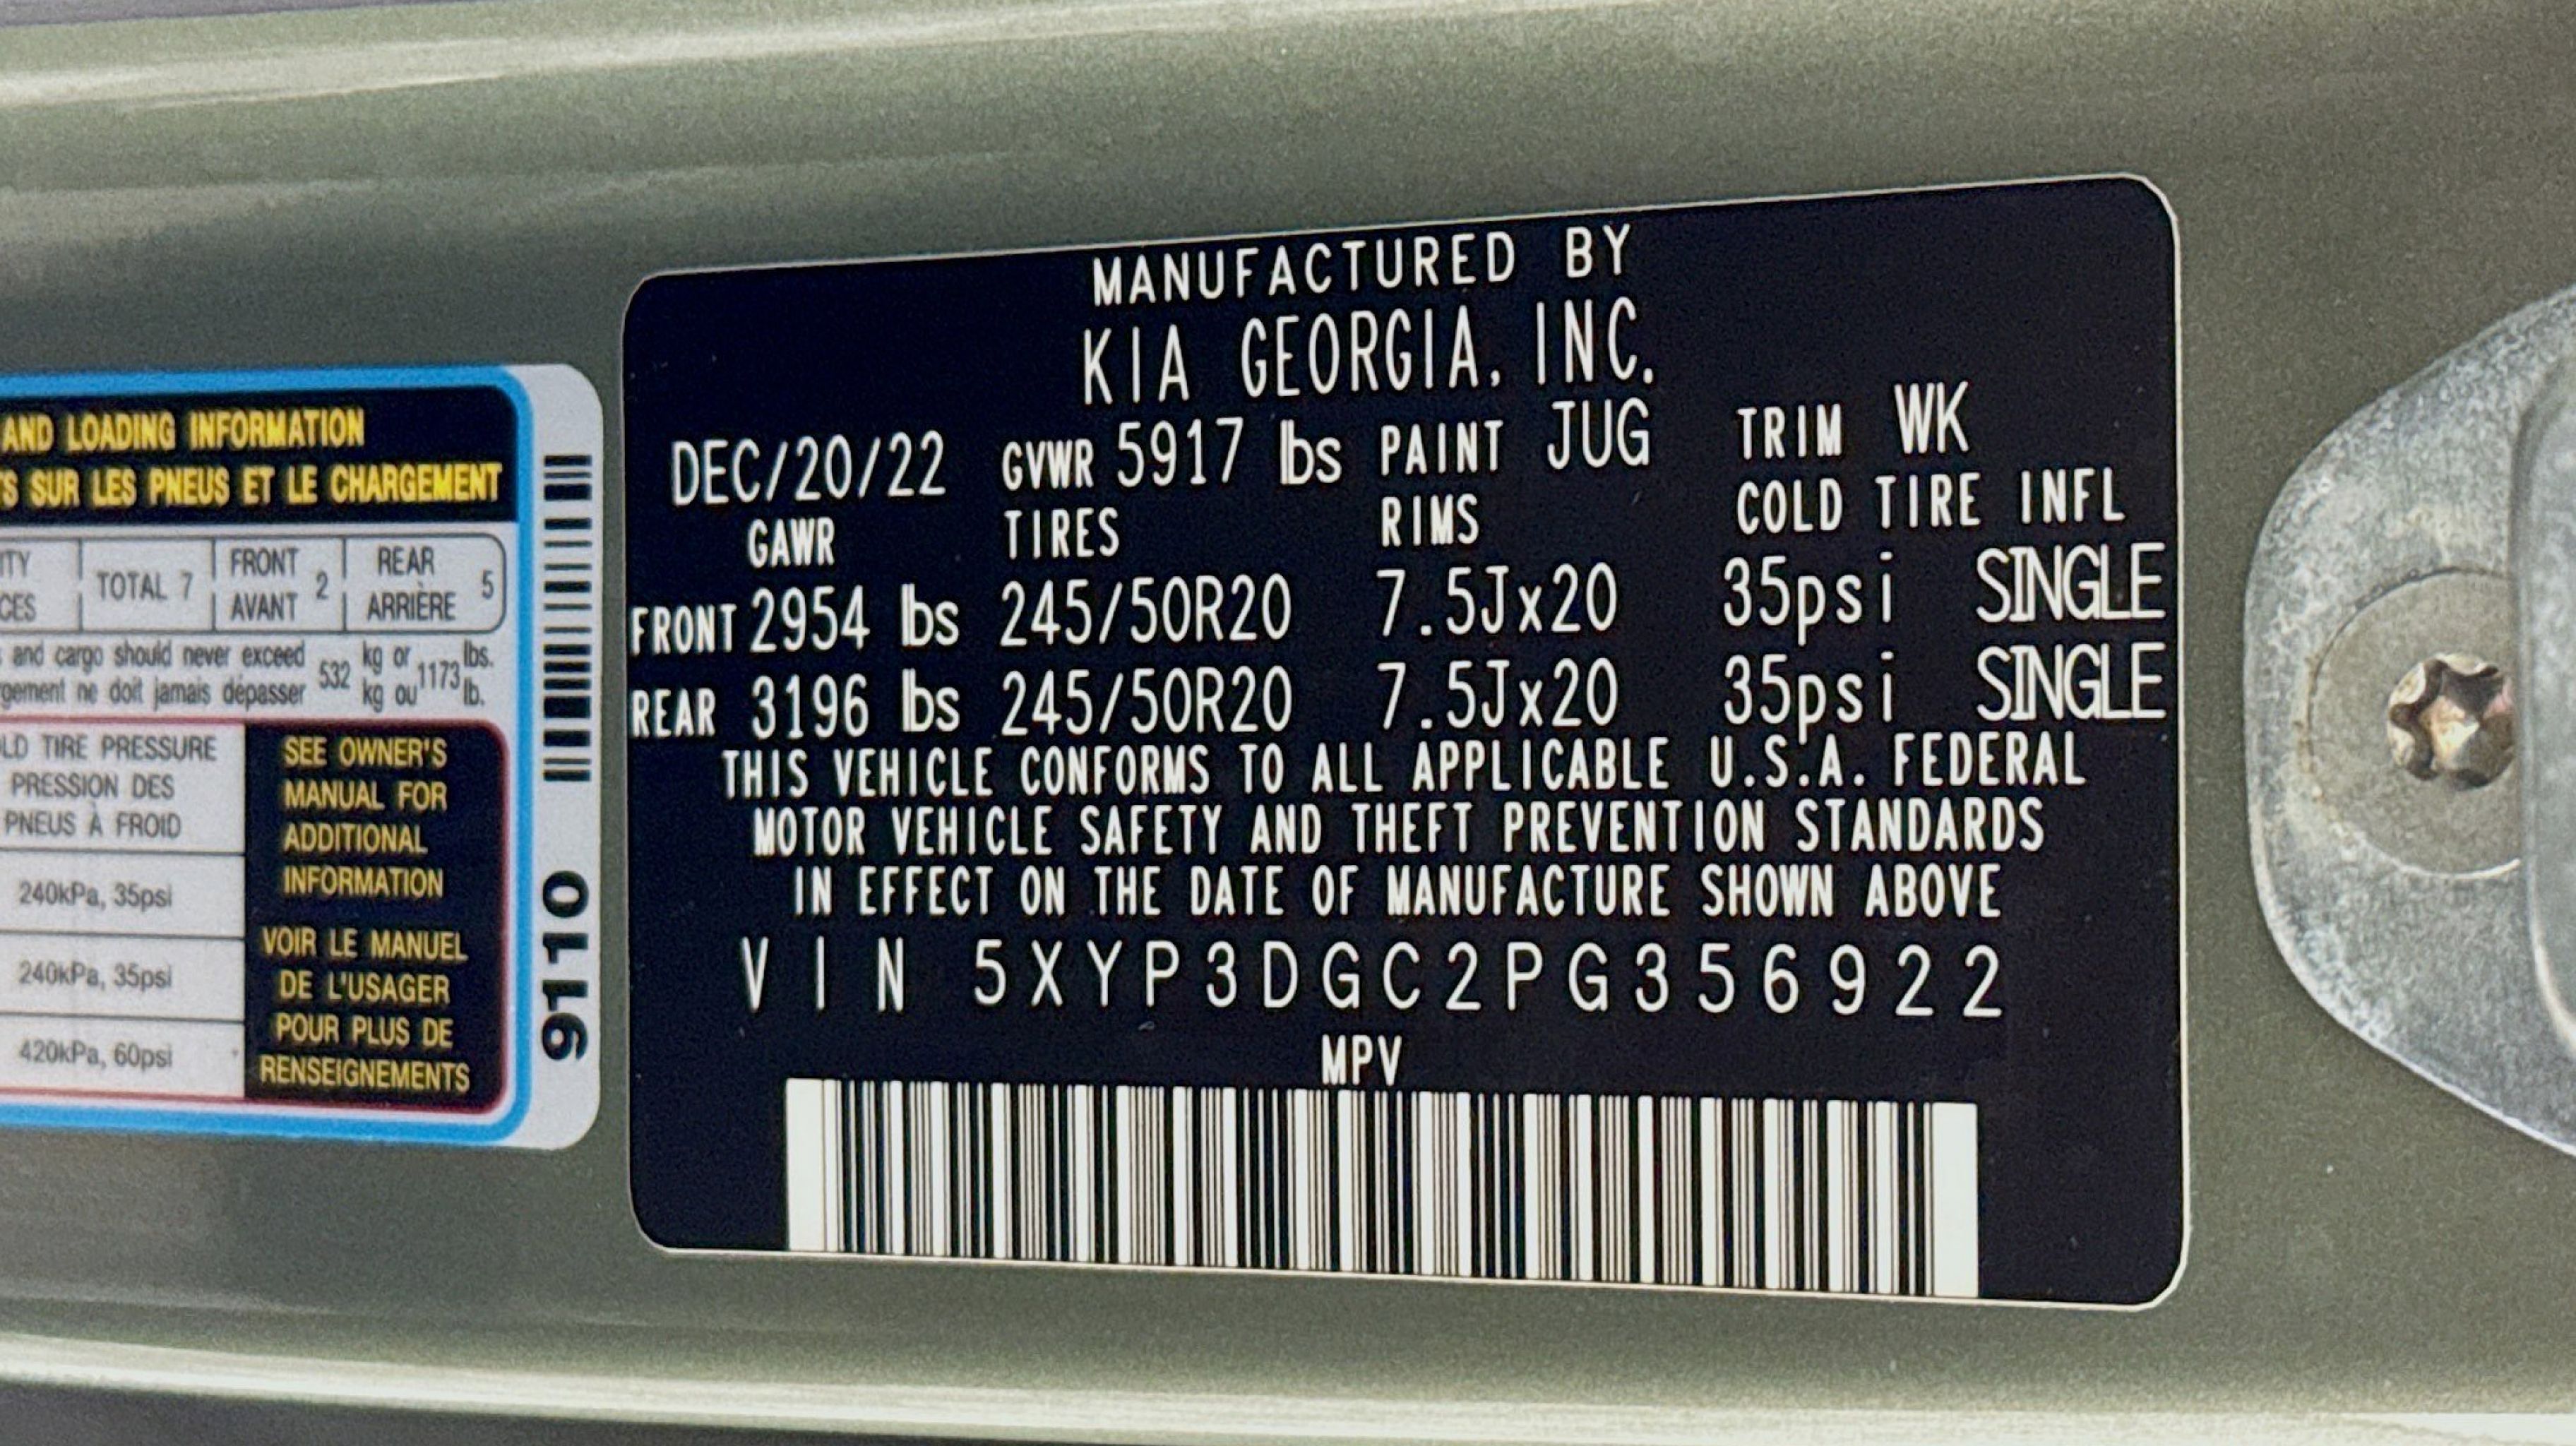 AND LOADING INFORMATION
SUR LES PNEUS ET LE CHARGEMENT
TOTAL 7
FRONT 2
AVANT
REAR 5
ARRIÈRE
and cargo should never exceed 532 kg or 1173 lbs.
ne doit jamais dépasser kg ou lb.
TIRE PRESSURE
PRESSION DES
PNEUS À FROID
240kPa, 35psi
240kPa, 35psi
420kPa, 60psi
SEE OWNER'S
MANUAL FOR
ADDITIONAL
INFORMATION
VOIR LE MANUEL
DE L'USAGER
POUR PLUS DE
RENSEIGNEMENTS
9110
MANUFACTURED BY
KIA GEORGIA, INC.
DEC/20/22 GVWR 5917 lbs PAINT JUG TRIM WK
GAWR TIRES RIMS COLD TIRE INFL
FRONT 2954 lbs 245/50R20 7.5Jx20 35psi SINGLE
REAR 3196 lbs 245/50R20 7.5Jx20 35psi SINGLE
THIS VEHICLE CONFORMS TO ALL APPLICABLE U.S.A. FEDERAL
MOTOR VEHICLE SAFETY AND THEFT PREVENTION STANDARDS
IN EFFECT ON THE DATE OF MANUFACTURE SHOWN ABOVE
VIN 5XYP3DGC2PG356922
MPV